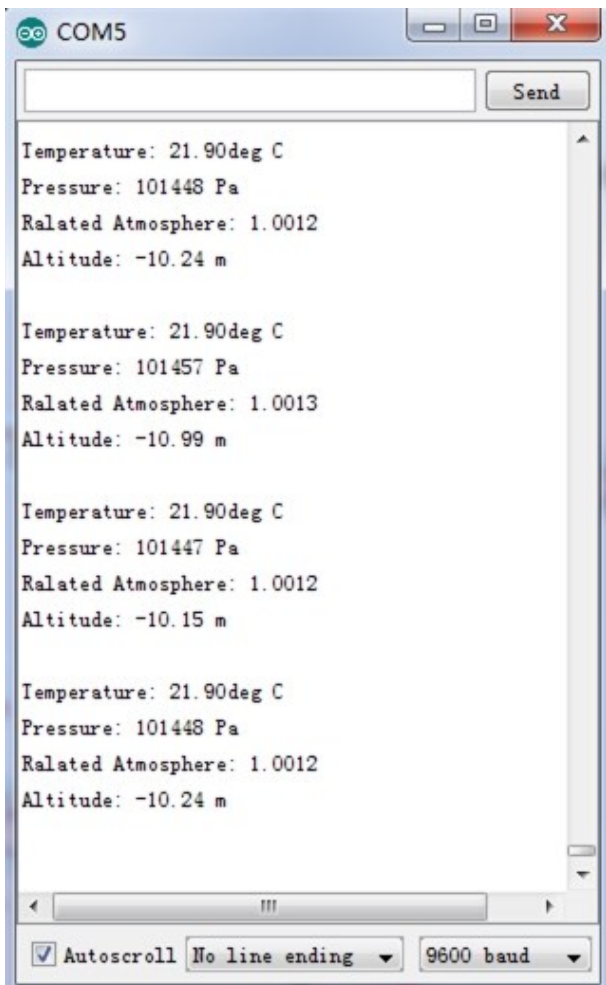 COM5
Send
Temperature: 21.90deg C
Pressure: 101448 Pa
Ralated Atmosphere: 1.0012
Altitude: -10.24 m
Temperature: 21.90deg C
Pressure: 101457 Pa
Ralated Atmosphere: 1.0013
Altitude: -10.99 m
Temperature: 21.90deg C
Pressure: 101447 Pa
Ralated Atmosphere: 1.0012
Altitude: -10.15 m
Temperature: 21.90deg C
Pressure: 101448 Pa
Ralated Atmosphere: 1.0012
Altitude: -10.24 m
Autoscroll No line ending 9600 baud